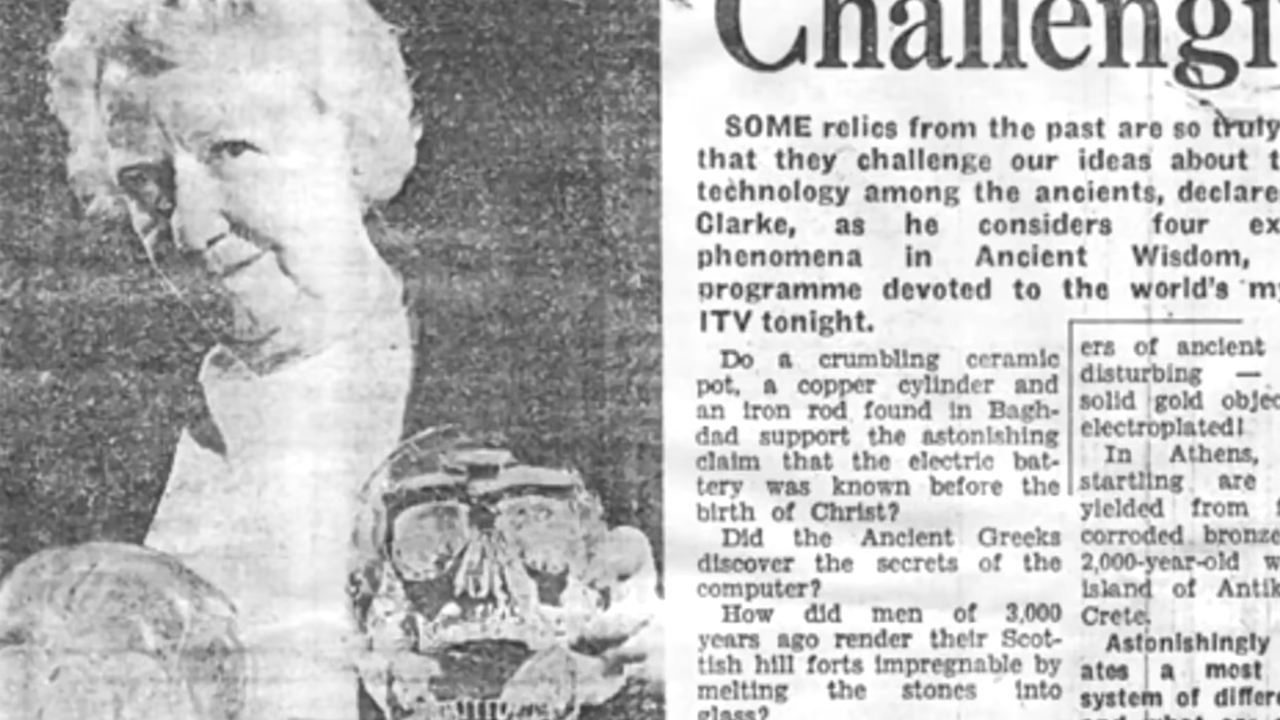 Challengi
SOME relics from the past are so truly
that they challenge our ideas about t
technology among the ancients, declare
Clarke, as he considers four ex
phenomena in Ancient Wisdom,
programme devoted to the world's my
ITV tonight.
Do a crumbling ceramic
pot, a copper cylinder and
an iron rod found in Bagh-
dad support the astonishing
claim that the electric bat-
tery was known before the
birth of Christ?
Did the Ancient Greeks
discover the secrets of the
computer?
How did men of 3,000
years ago render their Scot-
tish hill forts impregnable by
melting the stones into
glass?
ers of ancient
disturbing —
solid gold objec
electroplated!
In Athens,
startling are
yielded from
corroded bronze
2,000-year-old w
island of Antik
Crete.
Astonishingly
ates a most
system of differ